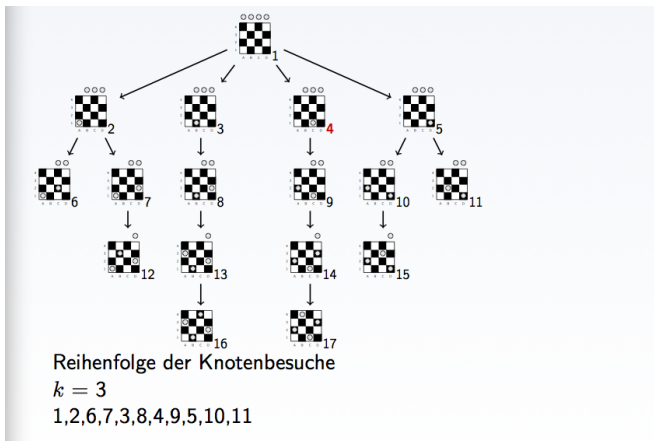 1
2 3 4 5
6 7 8 9 10 11
12 13 14 15
16 17
Reihenfolge der Knotenbesuche
k = 3
1,2,6,7,3,8,4,9,5,10,11